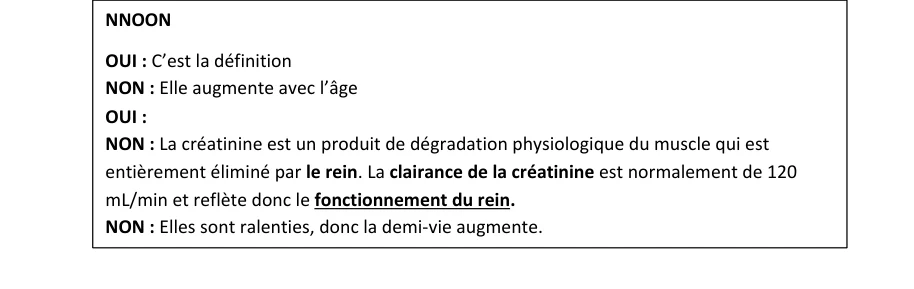 NNOON
OUI : C’est la définition
NON : Elle augmente avec l’âge
OUI :
NON : La créatinine est un produit de dégradation physiologique du muscle qui est
entièrement éliminé par le rein. La clairance de la créatinine est normalement de 120
mL/min et reflète donc le fonctionnement du rein.
NON : Elles sont ralenties, donc la demi-vie augmente.